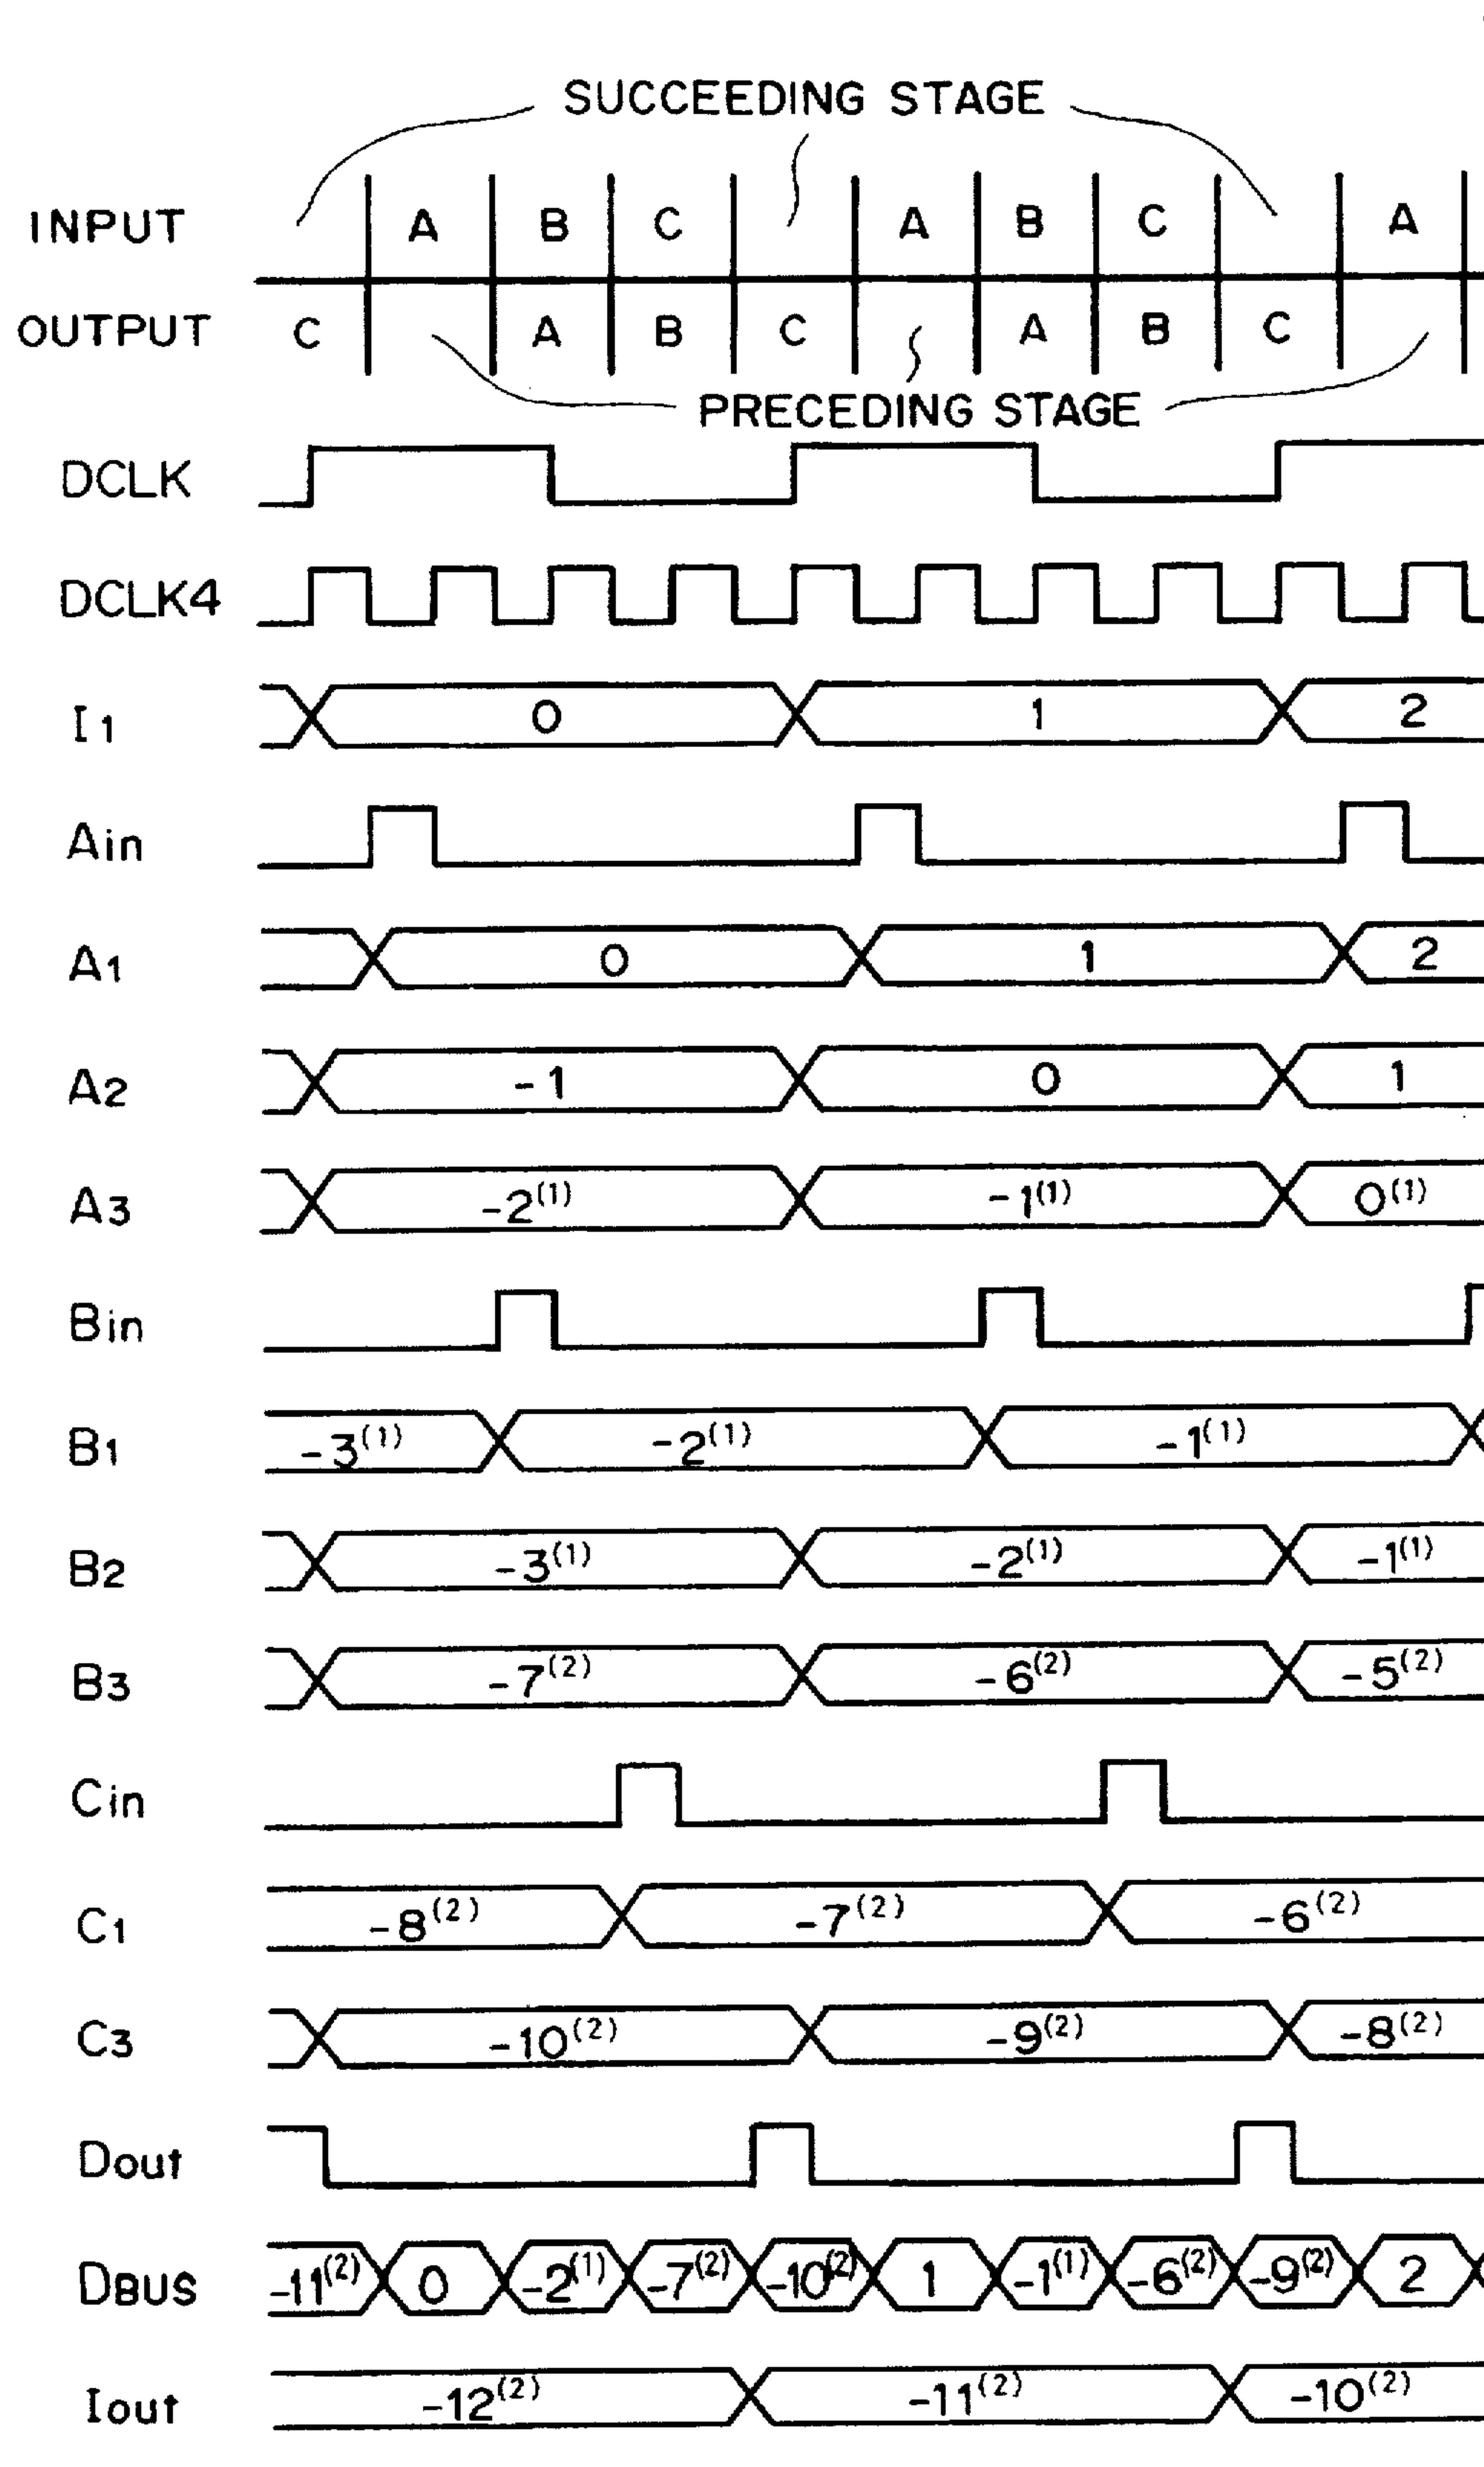 SUCCEEDING STAGE
INPUT A B C A B C A
OUTPUT C A B C A B C
PRECEDING STAGE
DCLK
DCLK4
I1 0 1 2
Ain
A1 0 1 2
A2 -1 0 1
A3 -2(1) -1(1) 0(1)
Bin
B1 -3(1) -2(1) -1(1)
B2 -3(1) -2(1) -1(1)
B3 -7(2) -6(2) -5(2)
Cin
C1 -8(2) -7(2) -6(2)
C3 -10(2) -9(2) -8(2)
Dout
DBUS -11(2) 0 -2(1) -7(2) -10(2) 1 -1(1) -6(2) -9(2) 2
Iout -12(2) -11(2) -10(2)